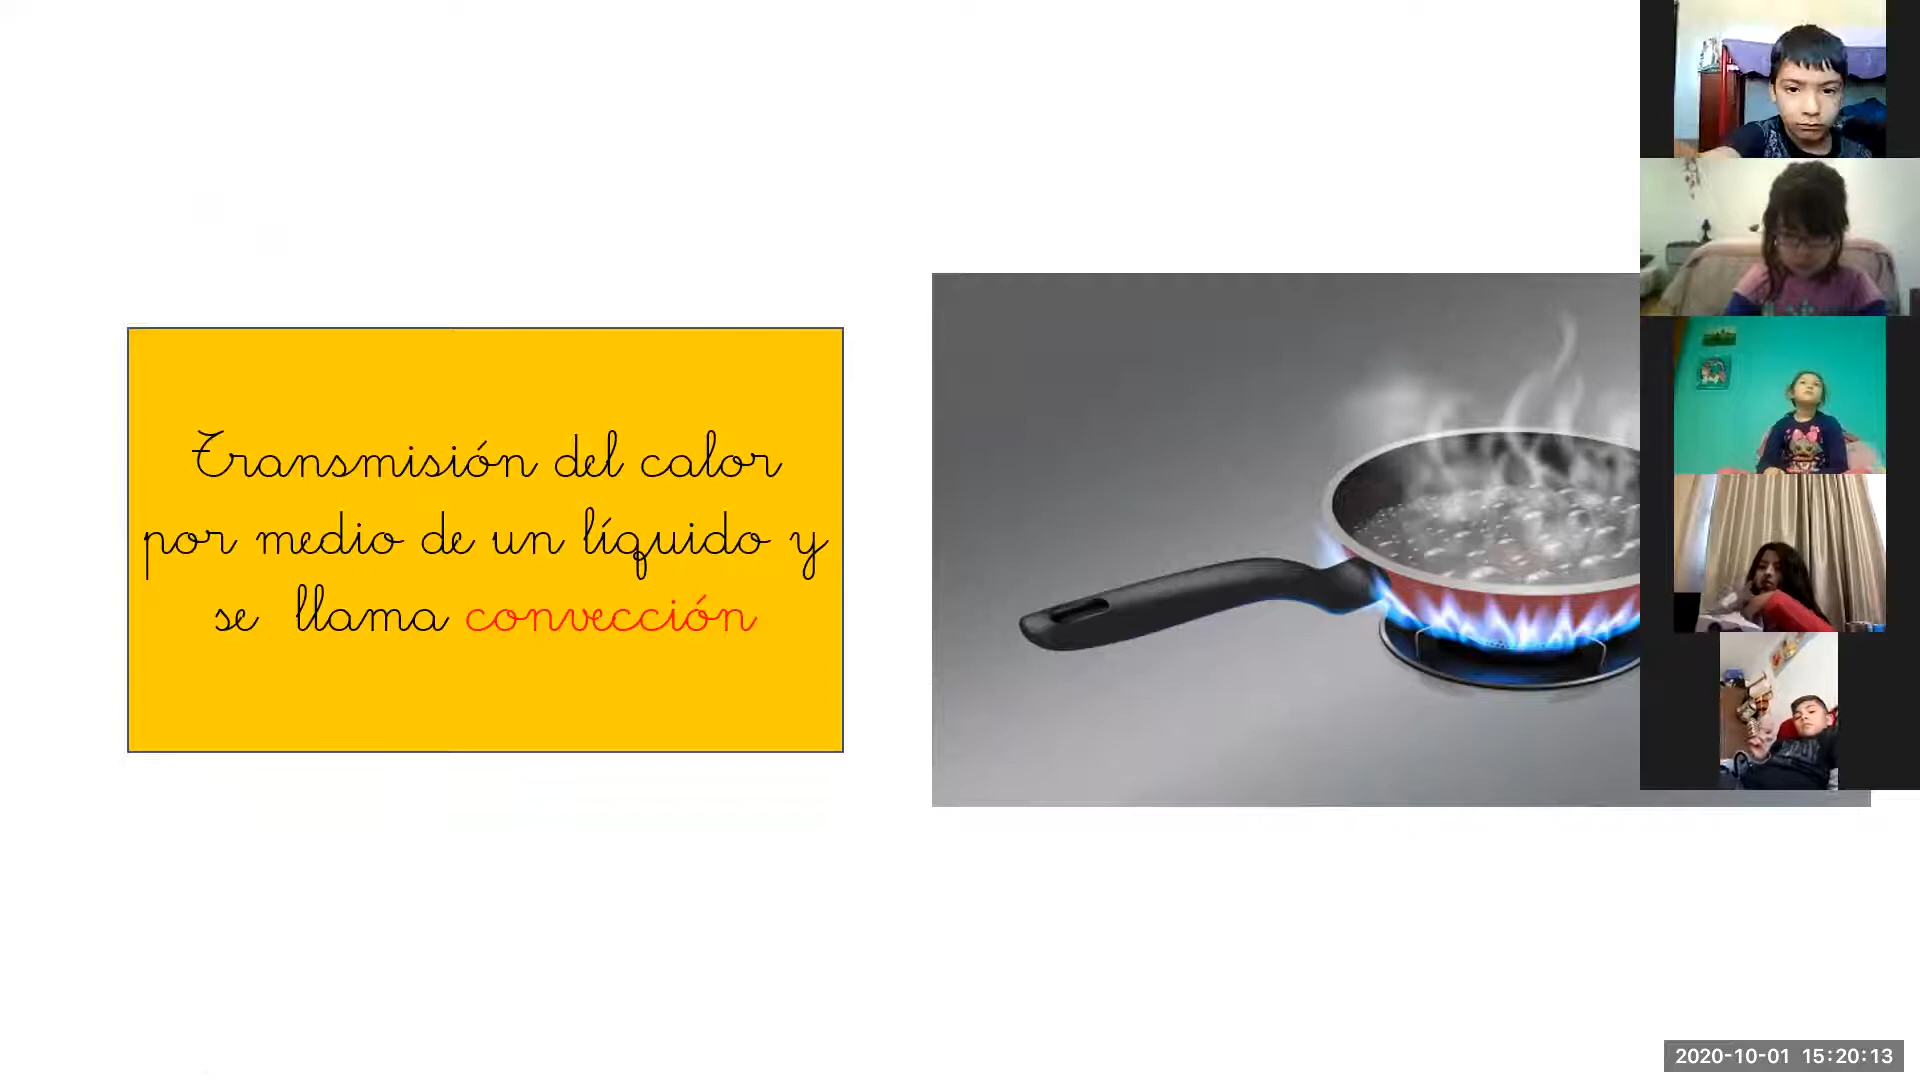 Transmisión del calor
por medio de un líquido y
se llama convección
2020-10-01 15:20:13